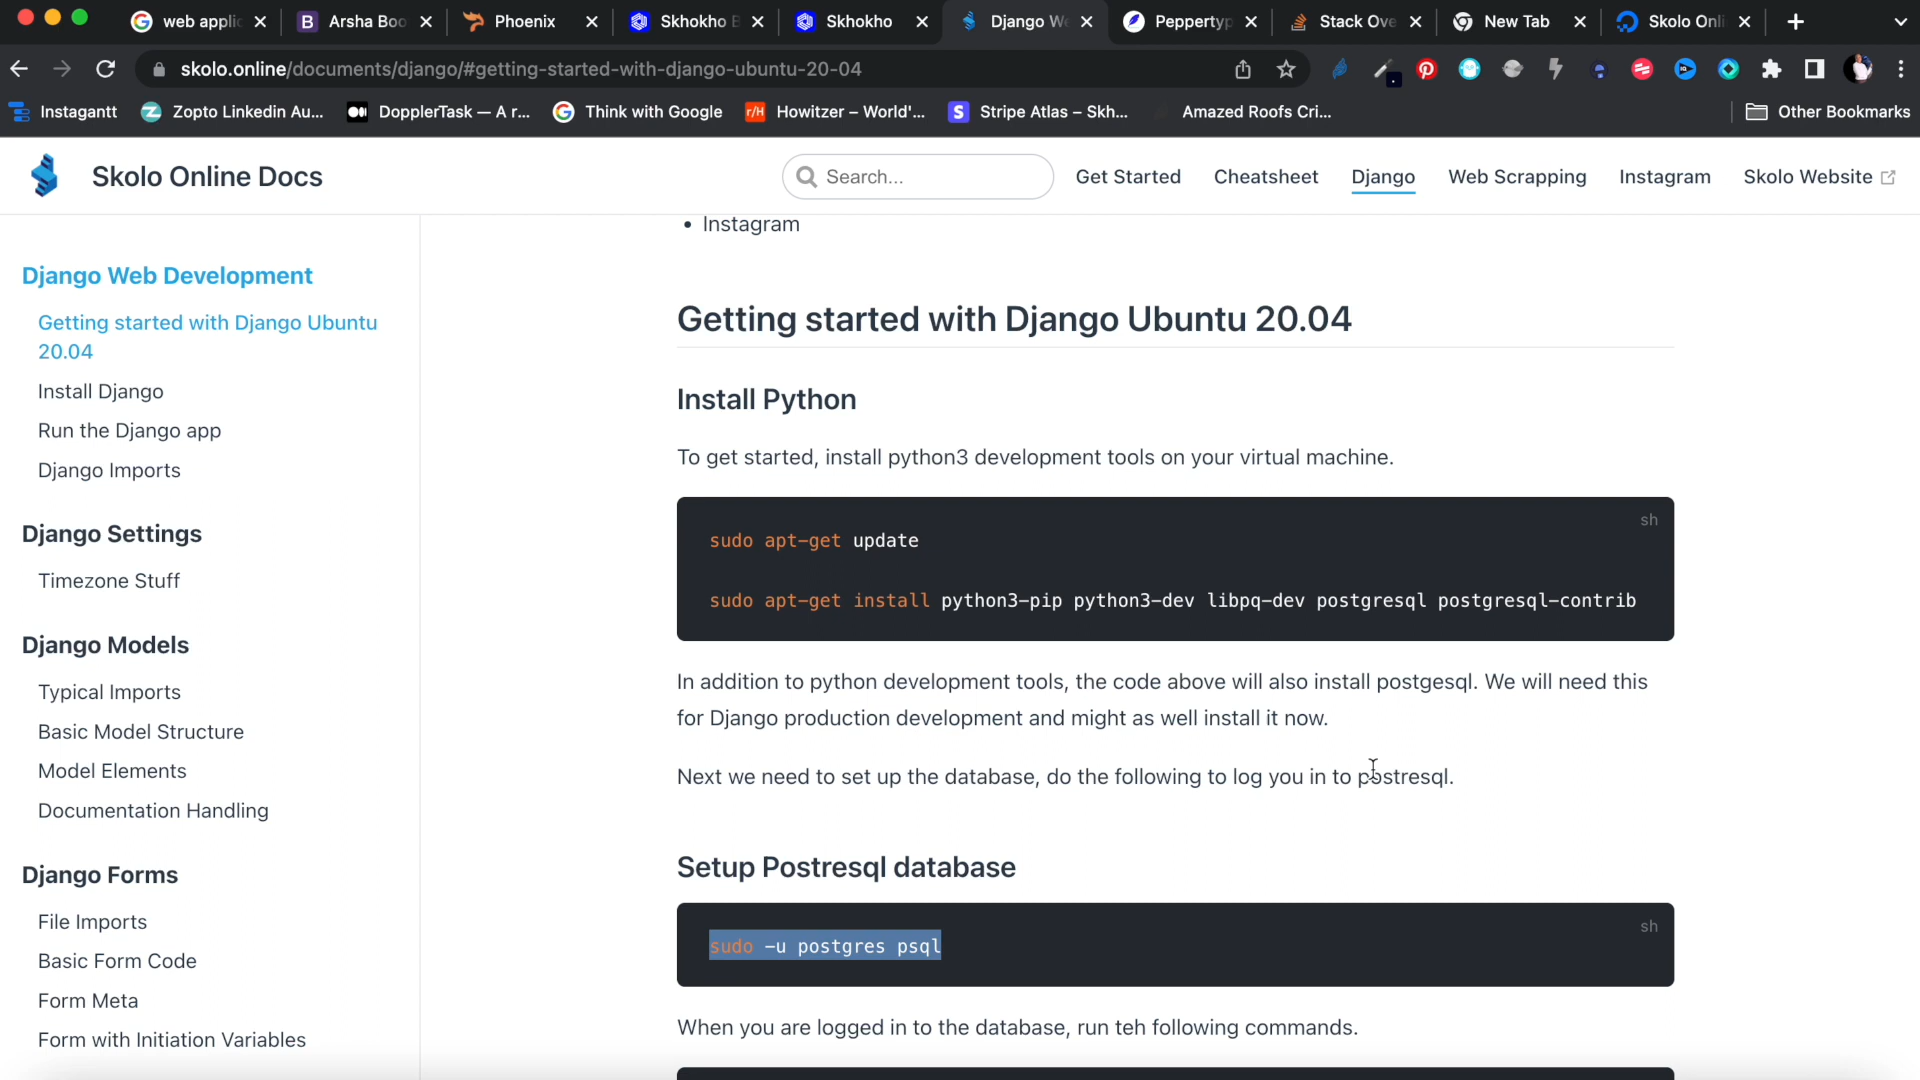 web applic
Arsha Boo
Phoenix
Skhokho B
Skhokho
Django We
Peppertyp
Stack Ove
New Tab
Skolo Onli
skolo.online/documents/django/#getting-started-with-django-ubuntu-20-04
Instagantt
Zopto Linkedin Au...
DopplerTask — A r...
Think with Google
r/H Howitzer – World'...
S Stripe Atlas – Skh...
Amazed Roofs Cri...
Other Bookmarks
Skolo Online Docs
Search...
Get Started
Cheatsheet
Django
Web Scrapping
Instagram
Skolo Website
Django Web Development
Getting started with Django Ubuntu
20.04
Install Django
Run the Django app
Django Imports
Django Settings
Timezone Stuff
Django Models
Typical Imports
Basic Model Structure
Model Elements
Documentation Handling
Django Forms
File Imports
Basic Form Code
Form Meta
Form with Initiation Variables
• Instagram
Getting started with Django Ubuntu 20.04
Install Python
To get started, install python3 development tools on your virtual machine.
sh
sudo apt-get update
sudo apt-get install python3-pip python3-dev libpq-dev postgresql postgresql-contrib
In addition to python development tools, the code above will also install postgesql. We will need this
for Django production development and might as well install it now.
Next we need to set up the database, do the following to log you in to postresql.
Setup Postresql database
sh
sudo -u postgres psql
When you are logged in to the database, run teh following commands.